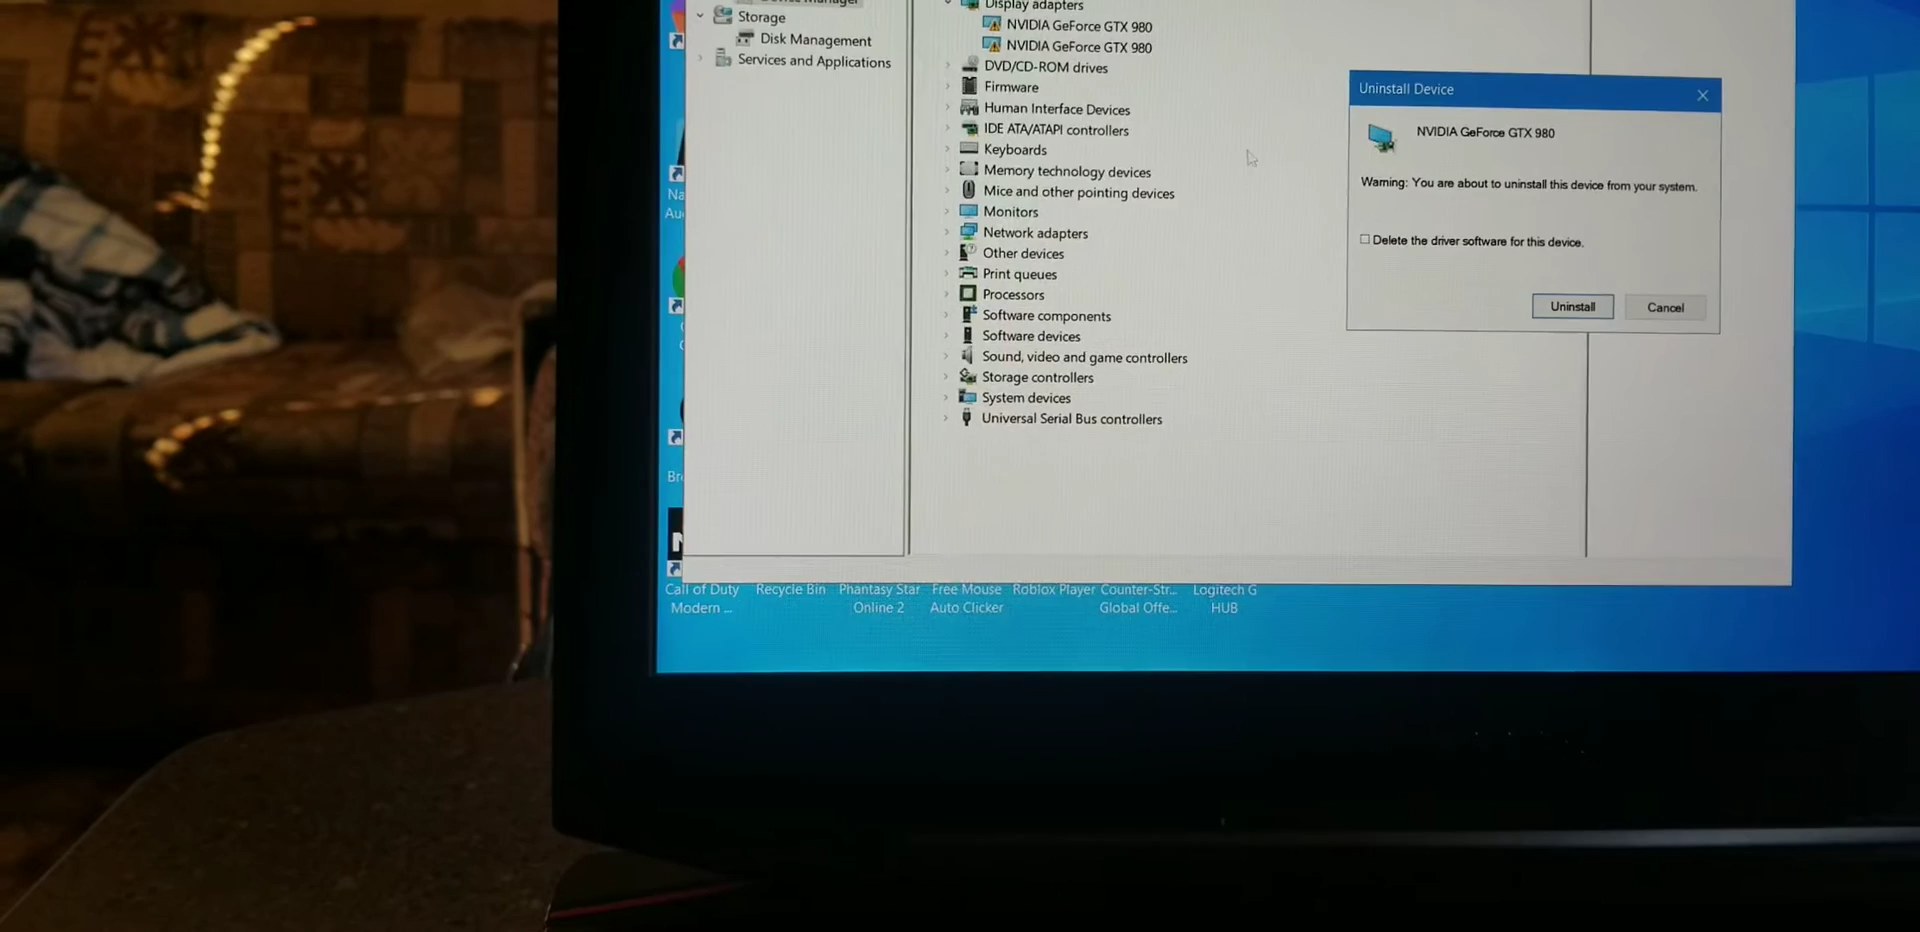 Storage
Disk Management
Services and Applications
Display adapters
NVIDIA GeForce GTX 980
NVIDIA GeForce GTX 980
DVD/CD-ROM drives
Firmware
Human Interface Devices
IDE ATA/ATAPI controllers
Keyboards
Memory technology devices
Mice and other pointing devices
Monitors
Network adapters
Other devices
Print queues
Processors
Software components
Software devices
Sound, video and game controllers
Storage controllers
System devices
Universal Serial Bus controllers
Uninstall Device
NVIDIA GeForce GTX 980
Warning: You are about to uninstall this device from your system.
Delete the driver software for this device.
Uninstall
Cancel
Na
Au
Br
Call of Duty
Modern ...
Recycle Bin
Phantasy Star
Online 2
Free Mouse
Auto Clicker
Roblox Player
Counter-Str...
Global Offe...
Logitech G
HUB